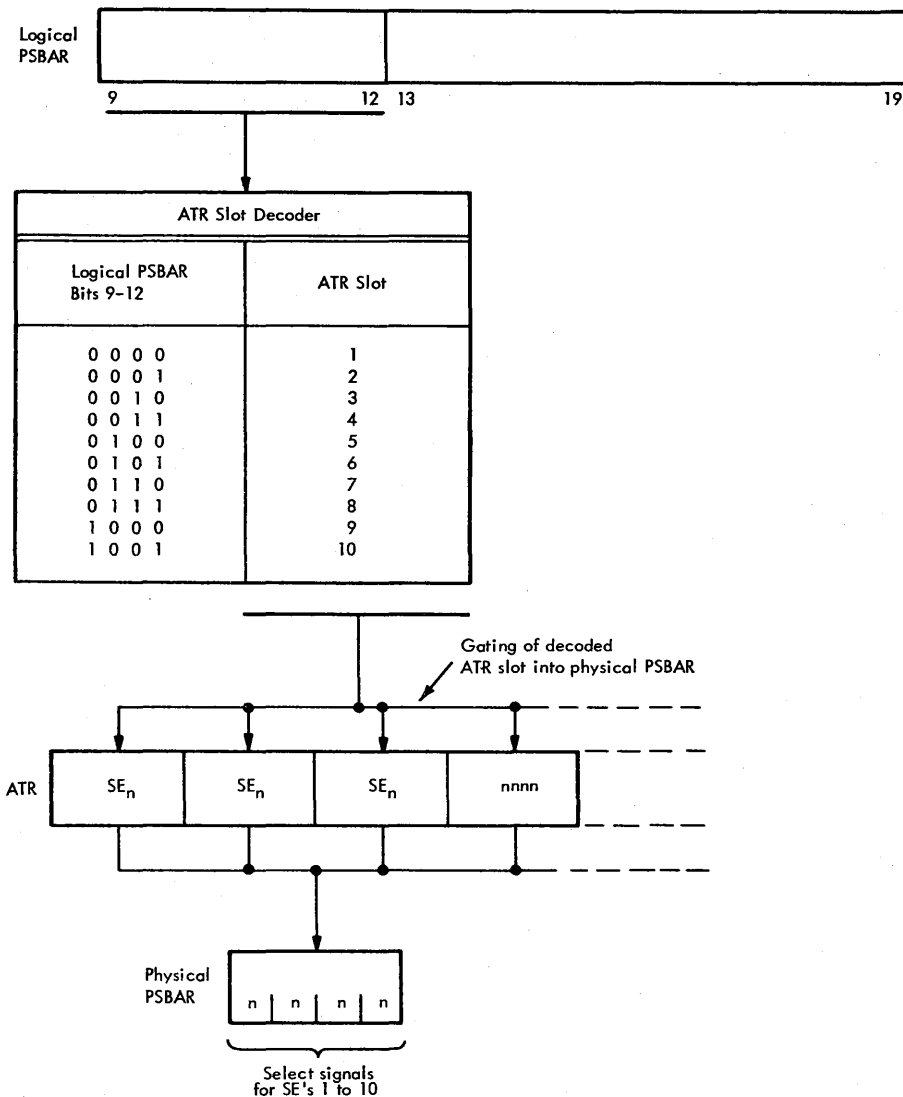 Logical
PSBAR
9 12 13 19
ATR Slot Decoder
Logical PSBAR
Bits 9-12
ATR Slot
0 0 0 0 1
0 0 0 1 2
0 0 1 0 3
0 0 1 1 4
0 1 0 0 5
0 1 0 1 6
0 1 1 0 7
0 1 1 1 8
1 0 0 0 9
1 0 0 1 10
Gating of decoded
ATR slot into physical PSBAR
ATR SEn SEn SEn nnnn
Physical
PSBAR
n n n n
Select signals
for SE's 1 to 10